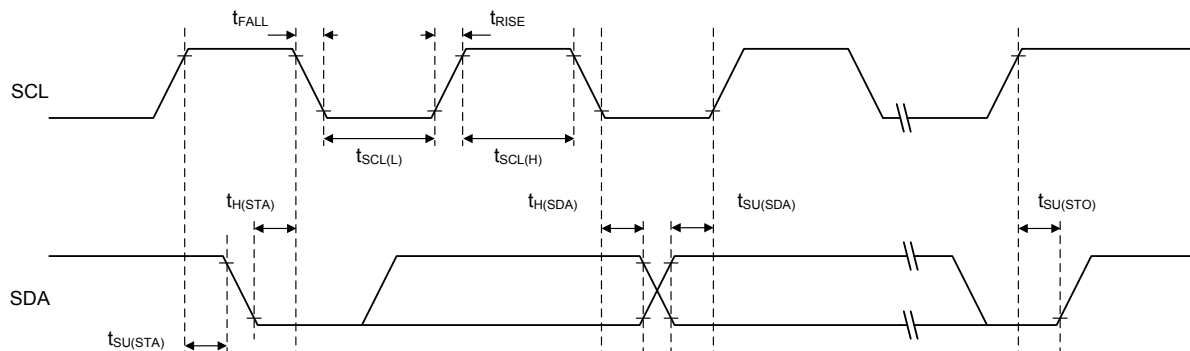 tFALL
tRISE
SCL
tSCL(L)
tSCL(H)
tH(STA)
tH(SDA)
tSU(SDA)
tSU(STO)
SDA
tSU(STA)